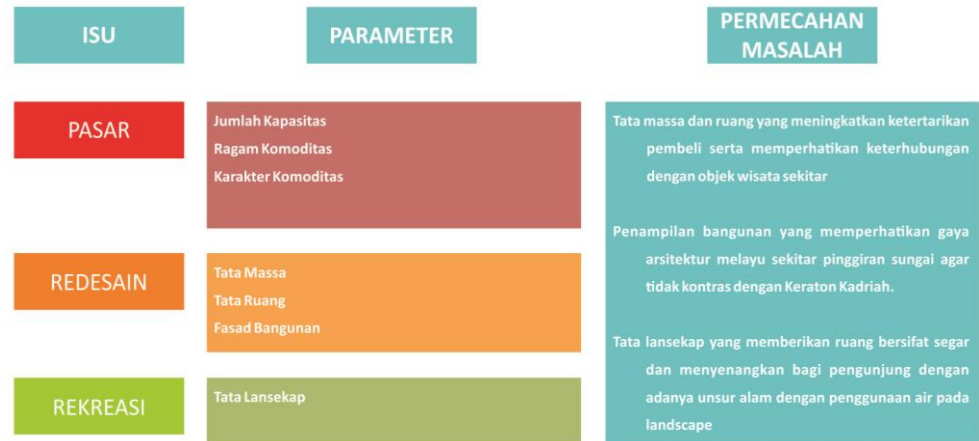 ISU
PARAMETER
PERMECAHAN
MASALAH
PASAR
Jumlah Kapasitas
Ragam Komoditas
Karakter Komoditas
Tata massa dan ruang yang meningkatkan ketertarikan
pembeli serta memperhatikan keterhubungan
dengan objek wisata sekitar
REDESAIN
Tata Massa
Tata Ruang
Fasad Bangunan
Penampilan bangunan yang memperhatikan gaya
arsitektur melayu sekitar pinggiran sungai agar
tidak kontras dengan Keraton Kadriah.
REKREASI
Tata Lansekap
Tata lansekap yang memberikan ruang bersifat segar
dan menyenangkan bagi pengunjung dengan
adanya unsur alam dengan penggunaan air pada
landscape